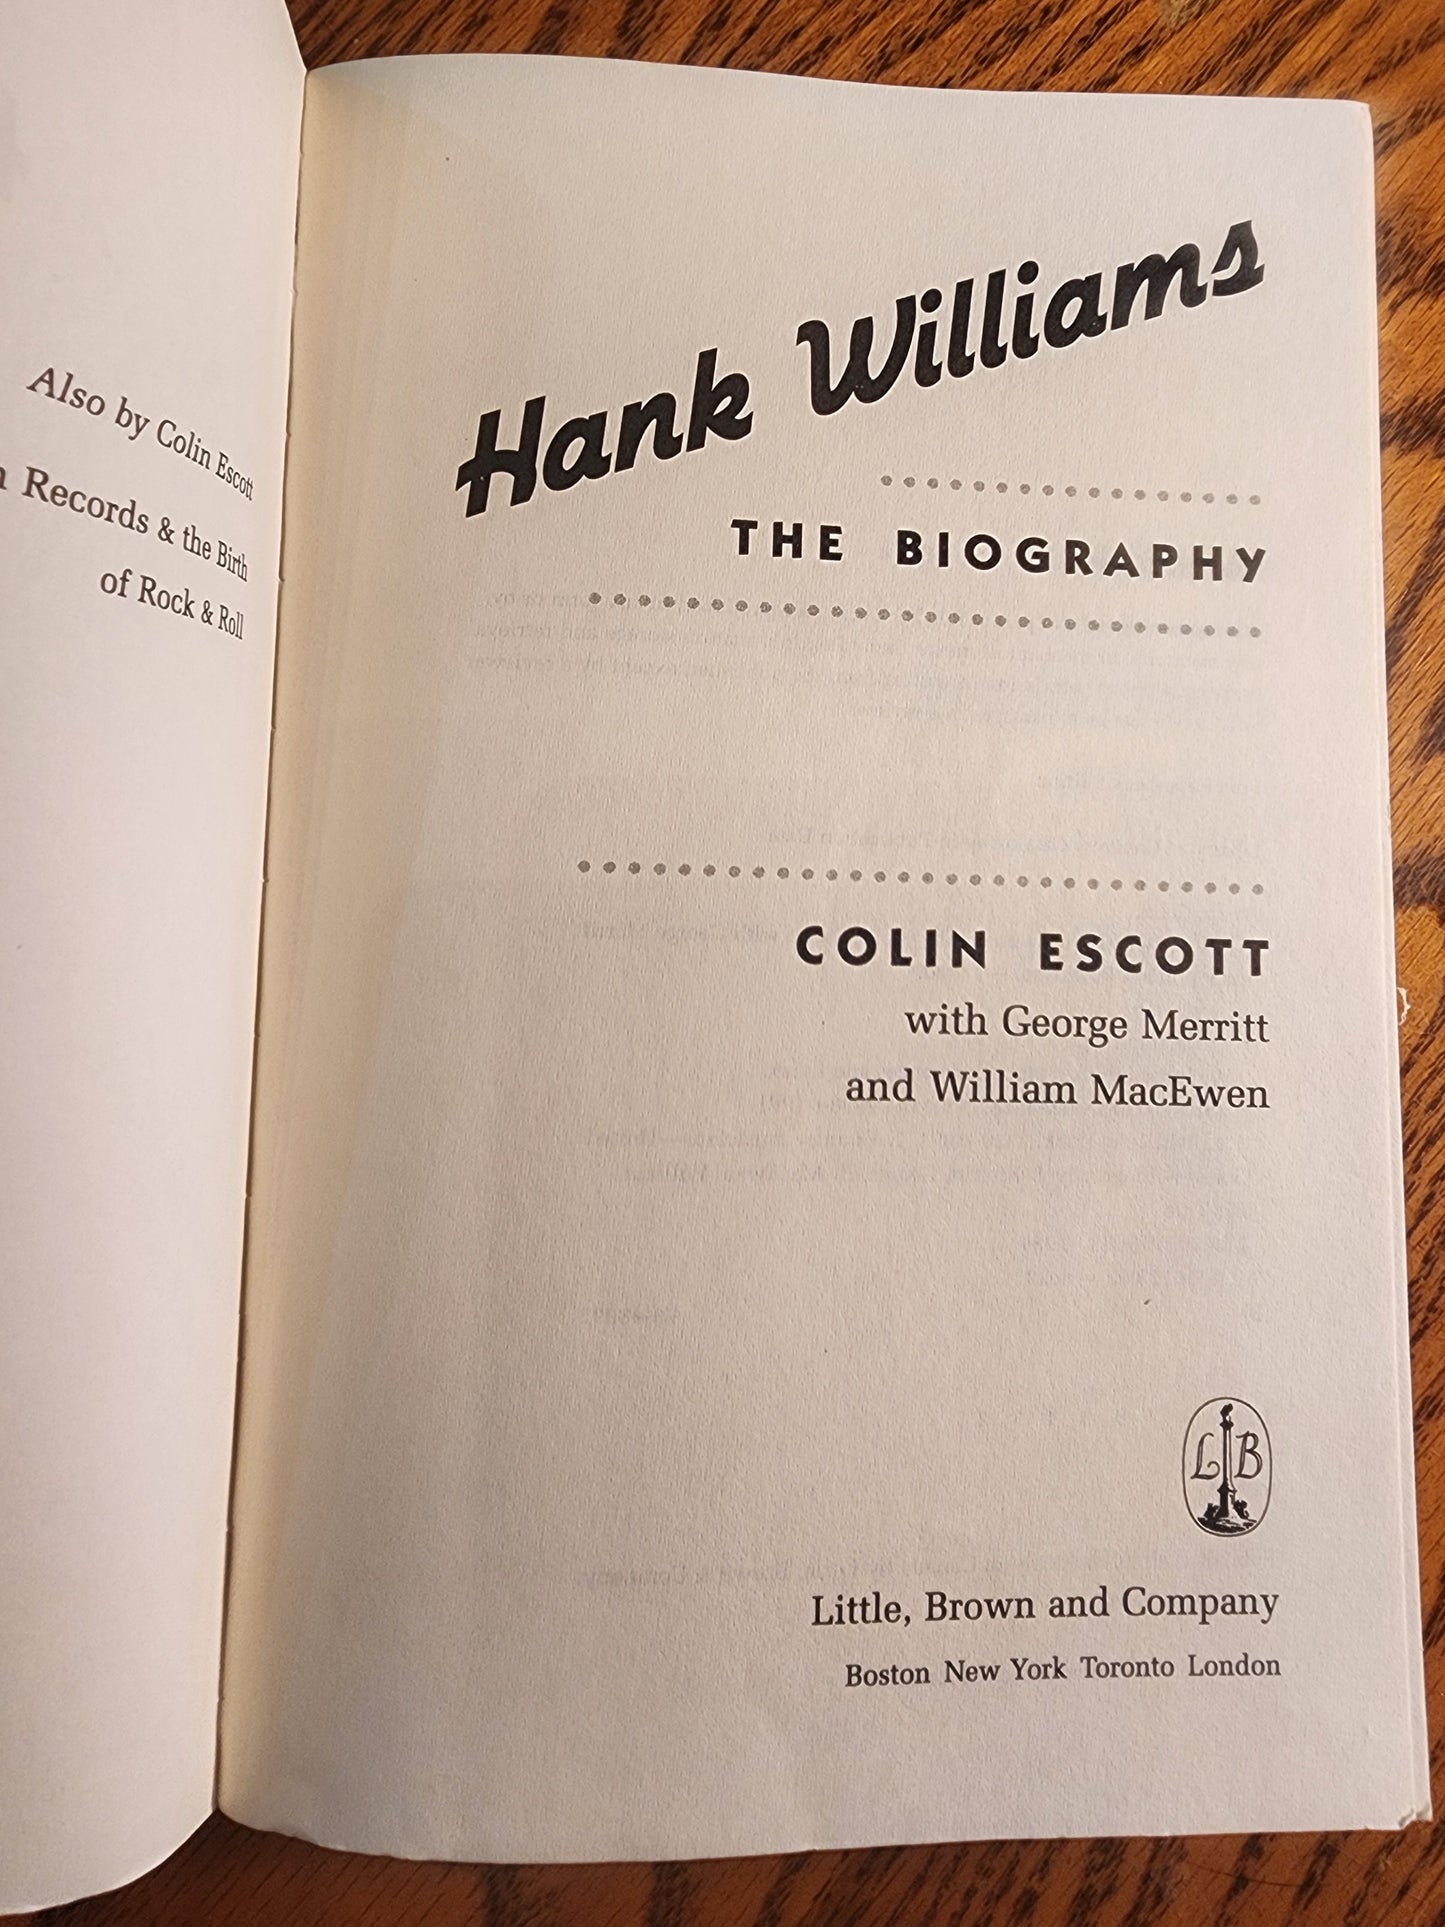 Also by Colin Escott
Records & the Birth
of Rock & Roll
Hank Williams
THE BIOGRAPHY
COLIN ESCOTT
with George Merritt
and William MacEwen
L B
Little, Brown and Company
Boston New York Toronto London